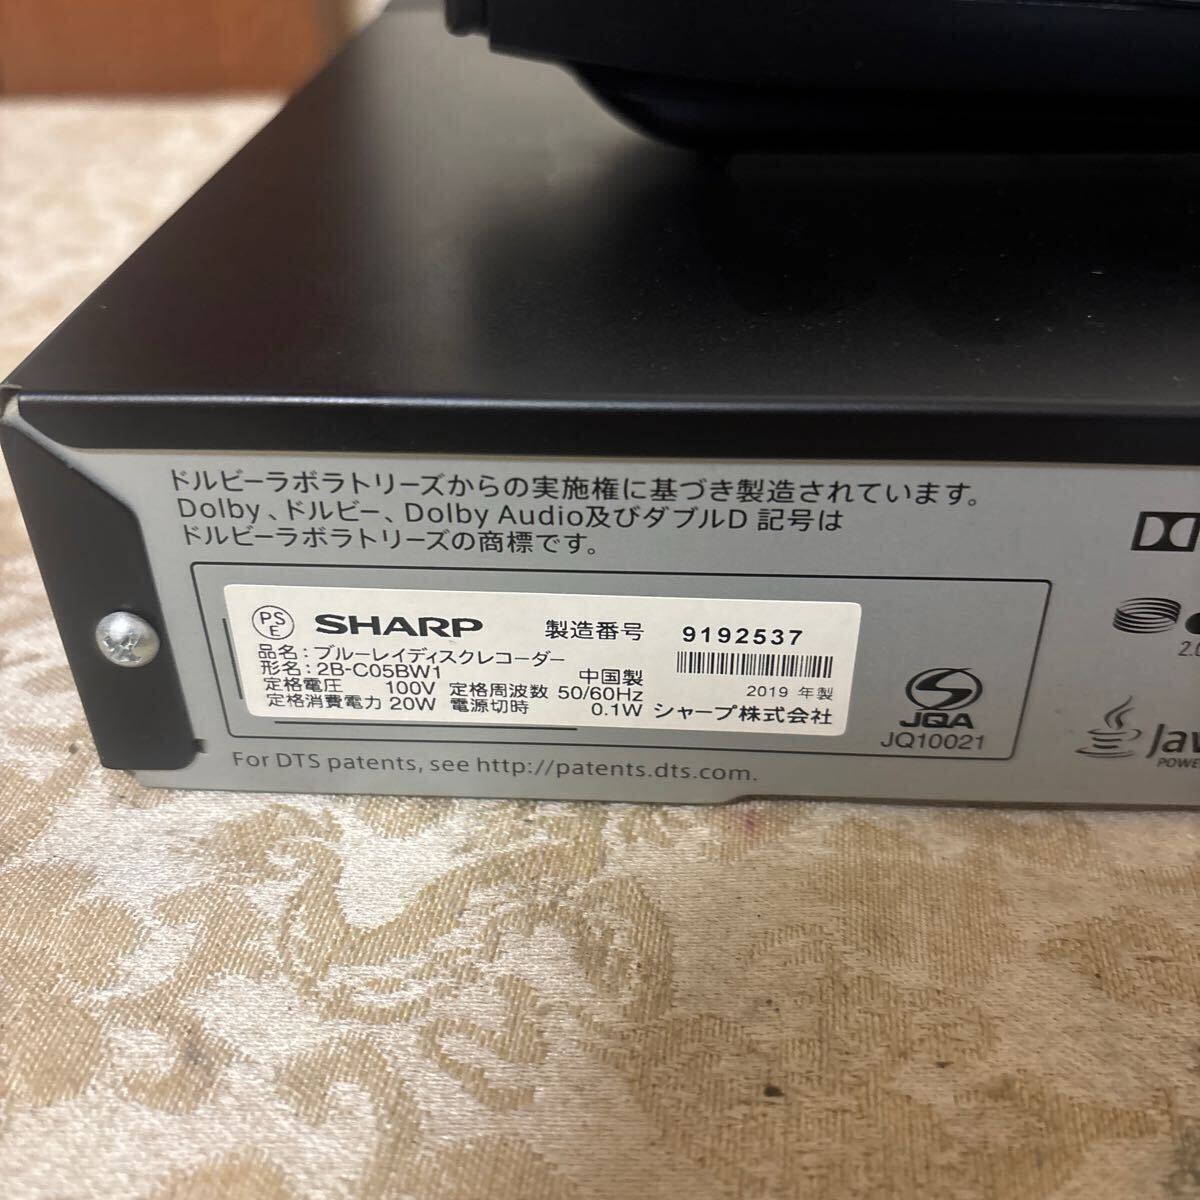 ドルビーラボラトリーズからの実施権に基づき製造されています。
Dolby、ドルビー、Dolby Audio及びダブルD 記号は
ドルビーラボラトリーズの商標です。
PS
E
SHARP 製造番号 9192537
品名：ブルーレイディスクレコーダー
形名：2B-C05BW1 中国製
定格電圧 100V 定格周波数 50/60Hz 2019 年製
定格消費電力 20W 電源切時 0.1W シャープ株式会社
JQA
JQ10021
For DTS patents, see http://patents.dts.com.